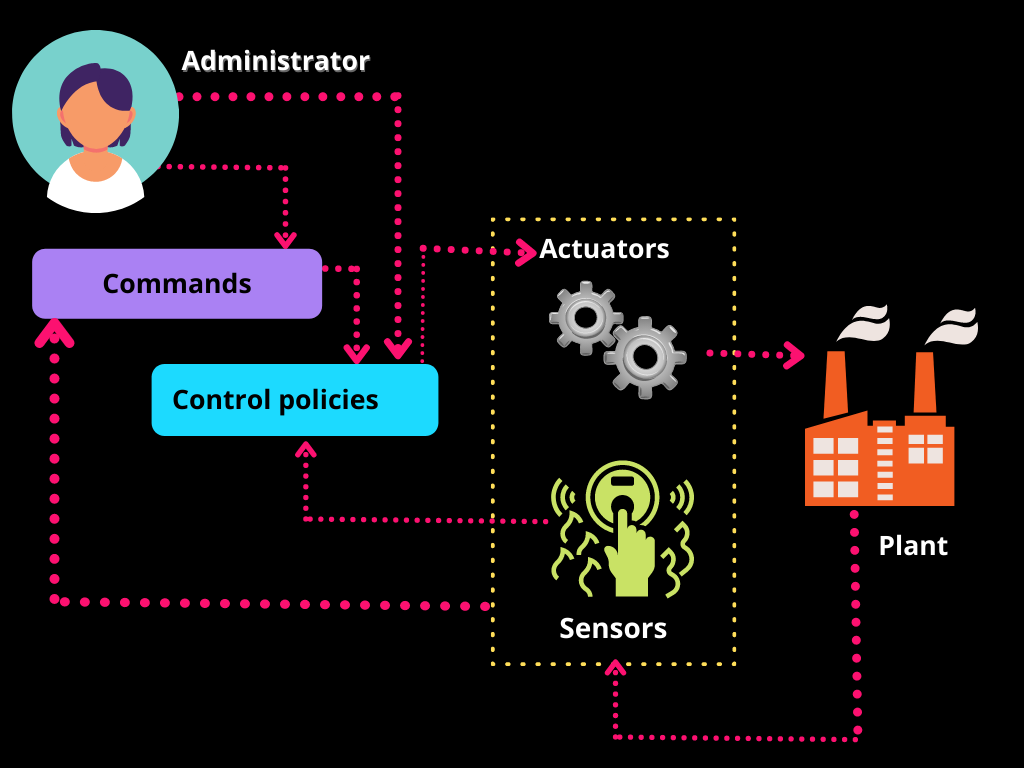 Administrator
Commands
Control policies
Actuators
Sensors
Plant